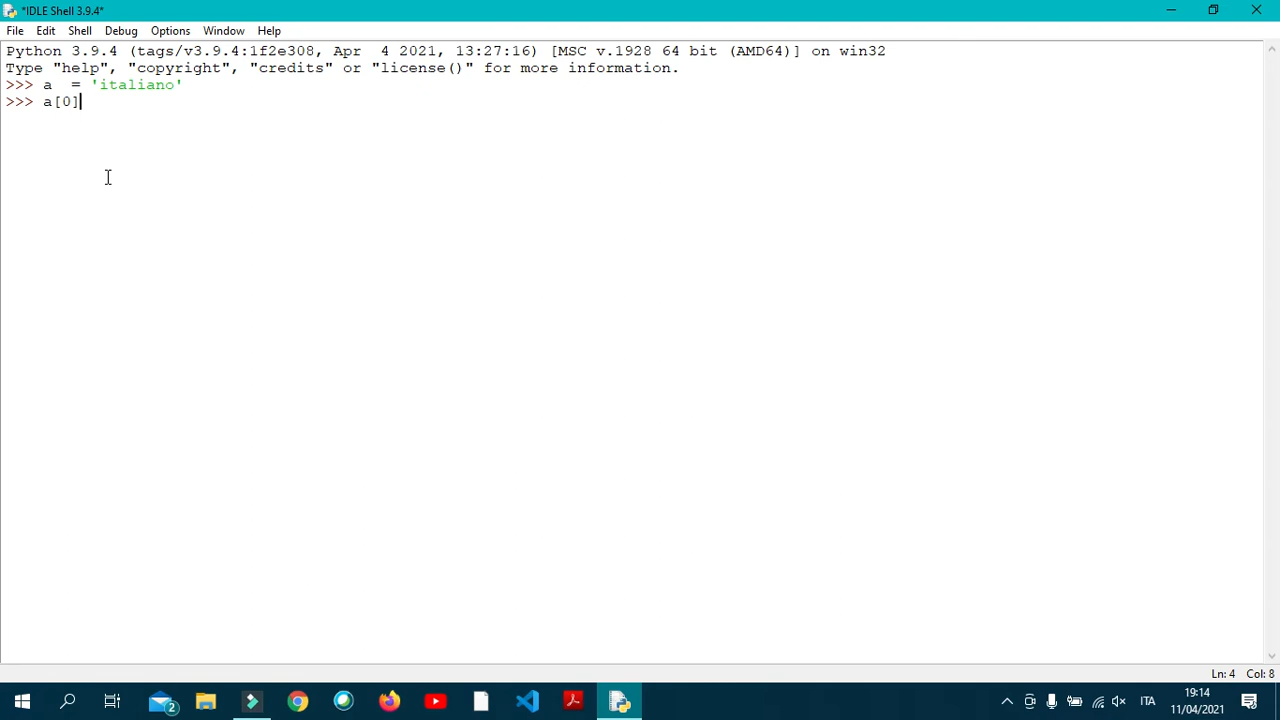 *IDLE Shell 3.9.4*
File Edit Shell Debug Options Window Help
Python 3.9.4 (tags/v3.9.4:1f2e308, Apr  4 2021, 13:27:16) [MSC v.1928 64 bit (AMD64)] on win32
Type "help", "copyright", "credits" or "license()" for more information.
>>> a  = 'italiano'
>>> a[0]
Ln: 4 Col: 8
2
ITA
19:14
11/04/2021